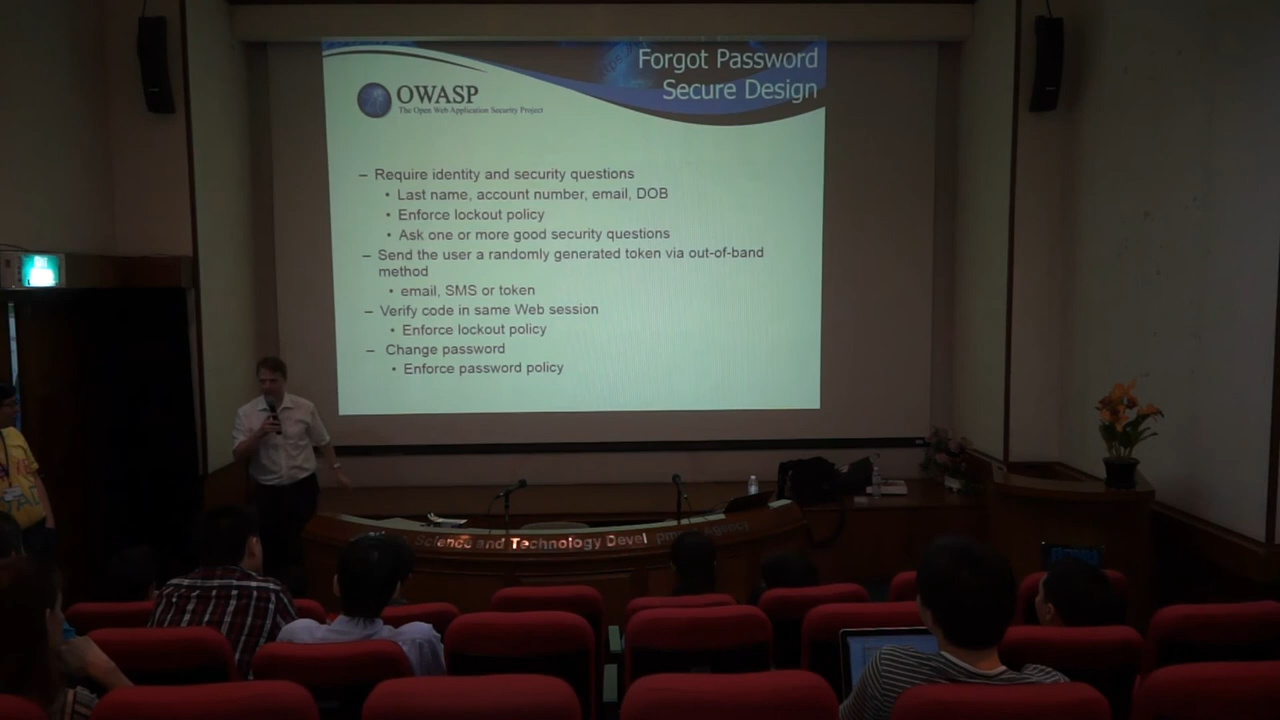 Forgot Password
Secure Design
OWASP
The Open Web Application Security Project
– Require identity and security questions
• Last name, account number, email, DOB
• Enforce lockout policy
• Ask one or more good security questions
– Send the user a randomly generated token via out-of-band
method
• email, SMS or token
– Verify code in same Web session
• Enforce lockout policy
– Change password
• Enforce password policy
Science and Technology Devel pment Agency